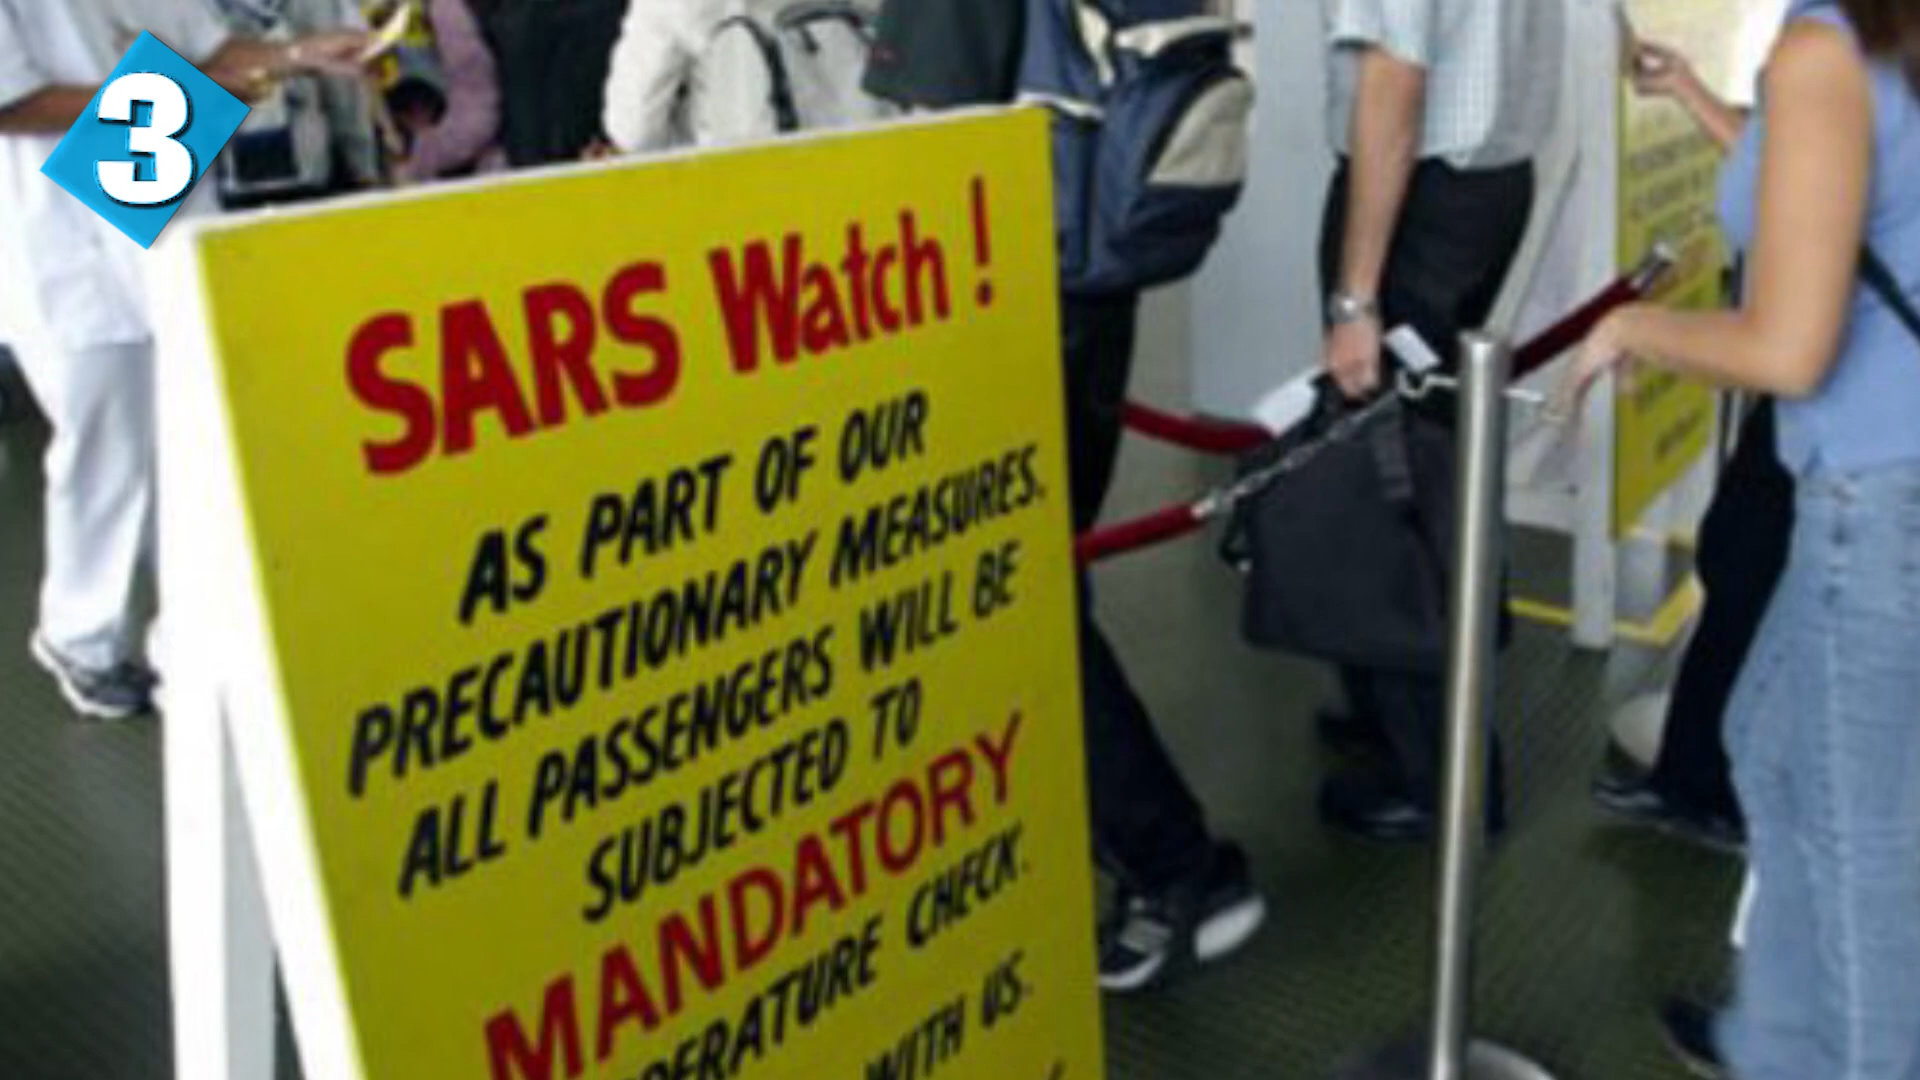 3
SARS Watch!
AS PART OF OUR
PRECAUTIONARY MEASURES.
ALL PASSENGERS WILL BE
SUBJECTED TO
MANDATORY
CHECK.
WITH US.